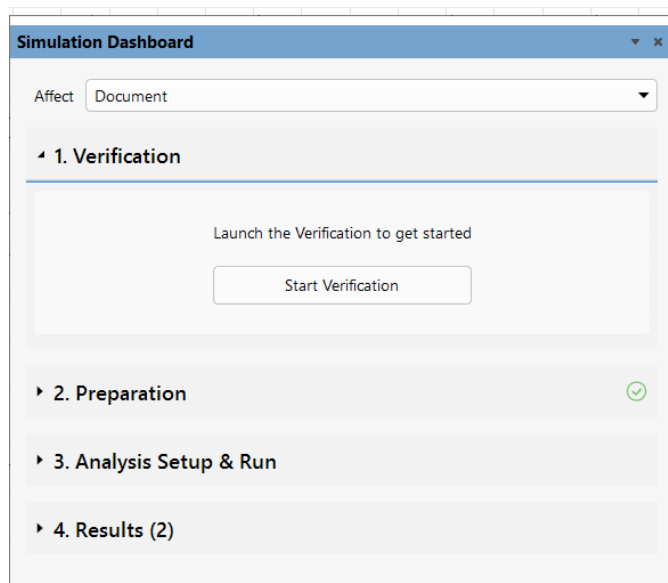 Simulation Dashboard
Affect Document
1. Verification
Launch the Verification to get started
Start Verification
2. Preparation
3. Analysis Setup & Run
4. Results (2)